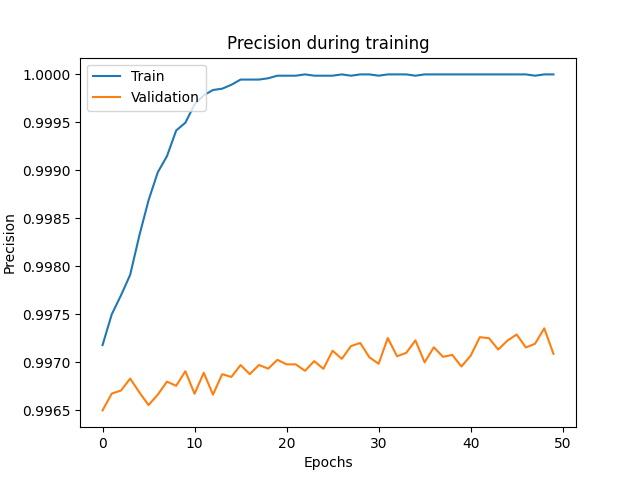 Precision during training
Train
Validation
1.0000
0.9995
0.9990
0.9985
0.9980
0.9975
0.9970
0.9965
Precision
0 10 20 30 40 50
Epochs